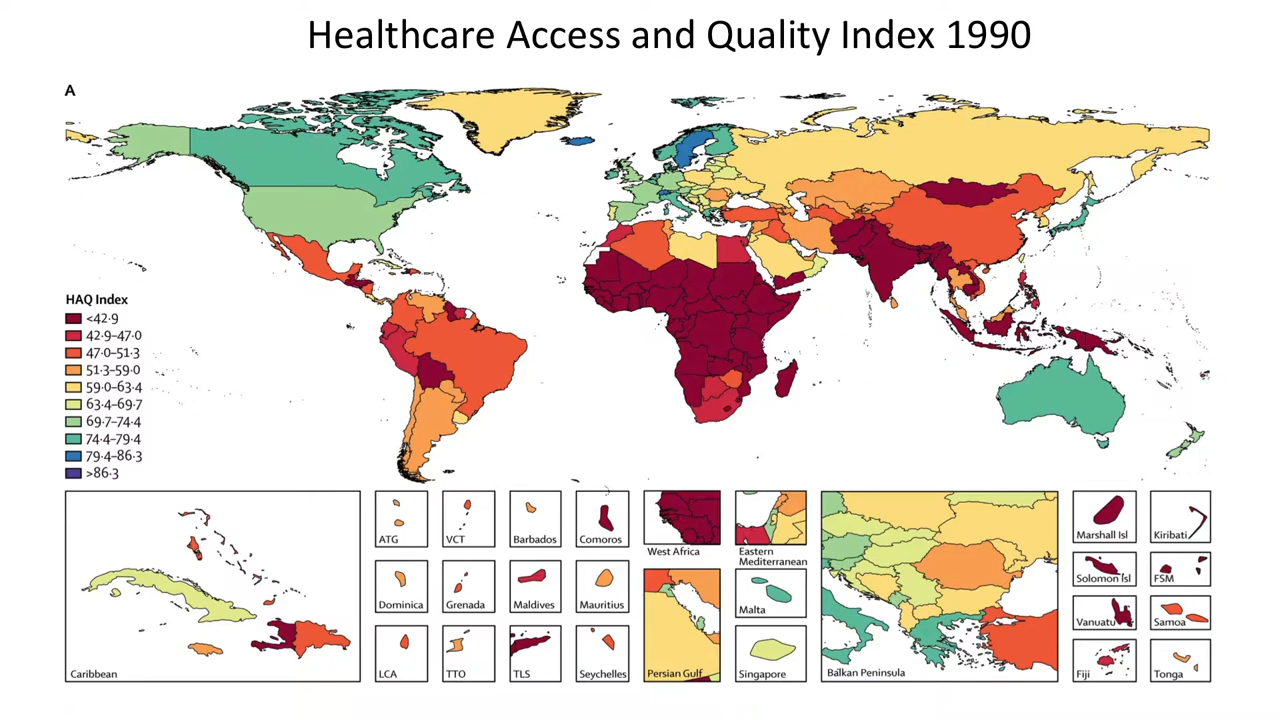 Healthcare Access and Quality Index 1990
A
HAQ Index
<42·9
42·9–47·0
47·0–51·3
51·3–59·0
59·0–63·4
63·4–69·7
69·7–74·4
74·4–79·4
79·4–86·3
>86·3
Caribbean
ATG
VCT
Barbados
Comoros
West Africa
Eastern
Mediterranean
Dominica
Grenada
Maldives
Mauritius
Malta
LCA
TTO
TLS
Seychelles
Persian Gulf
Singapore
Balkan Peninsula
Marshall Isl
Kiribati
Solomon Isl
FSM
Vanuatu
Samoa
Fiji
Tonga